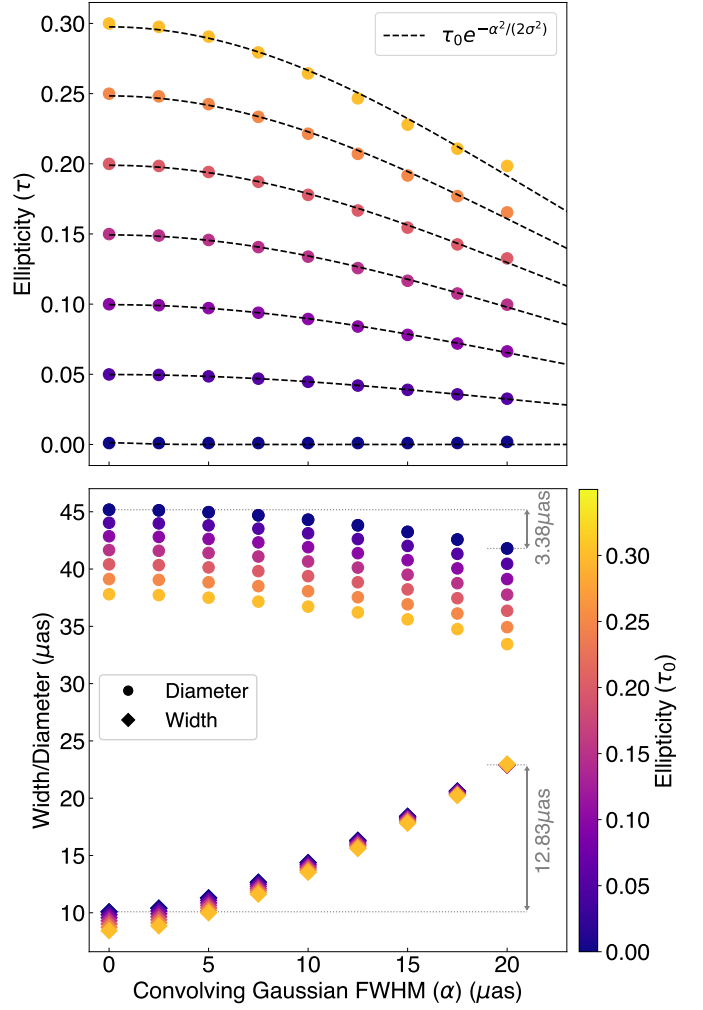 0.30
0.25
0.20
0.15
0.10
0.05
0.00
Ellipticity (τ)
τ₀e^{−α²/(2σ²)}
45
40
35
30
25
20
15
10
Width/Diameter (μas)
Diameter
Width
3.38μas
12.83μas
0 5 10 15 20
Convolving Gaussian FWHM (α) (μas)
0.30
0.25
0.20
0.15
0.10
0.05
0.00
Ellipticity (τ₀)